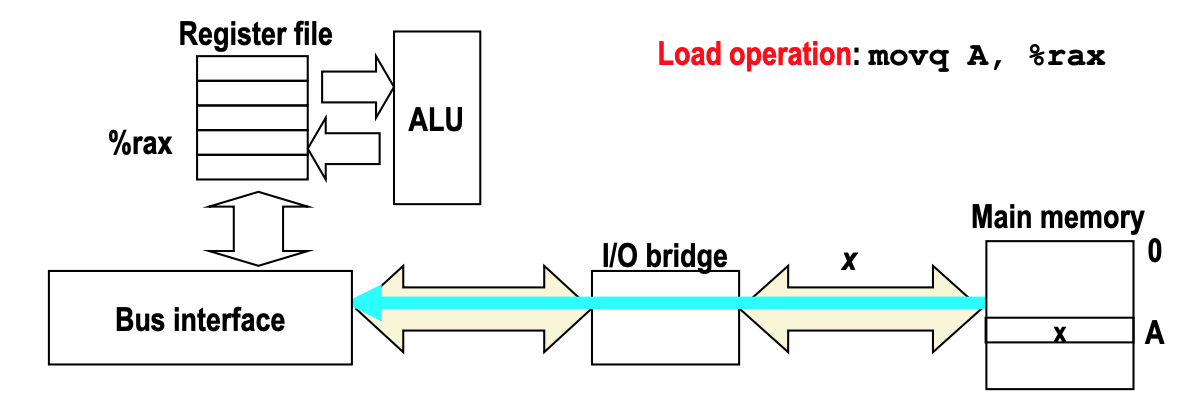 Register file
Load operation: movq A, %rax
ALU
%rax
Main memory
0
I/O bridge
x
Bus interface
x
A